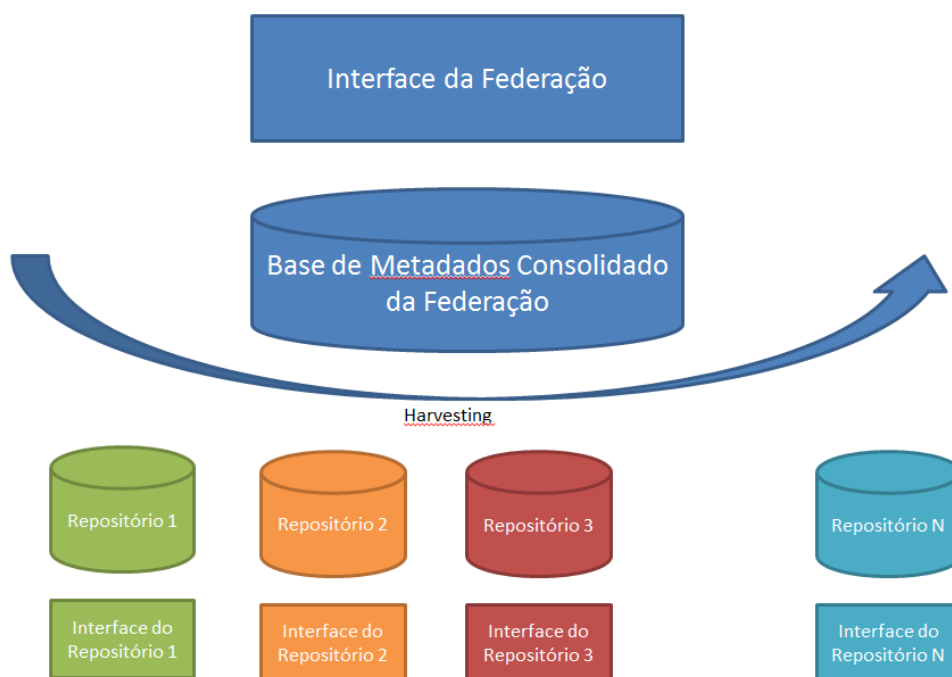 Interface da Federação
Base de Metadados Consolidado
da Federação
Harvesting
Repositório 1
Repositório 2
Repositório 3
Repositório N
Interface do
Repositório 1
Interface do
Repositório 2
Interface do
Repositório 3
Interface do
Repositório N